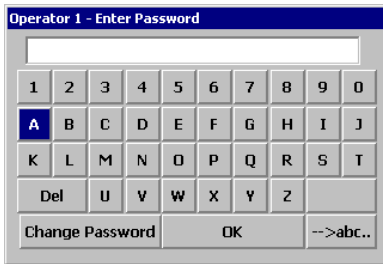 Operator 1 - Enter Password
1 2 3 4 5 6 7 8 9 0
A B C D E F G H I J
K L M N O P Q R S T
Del U V W X Y Z
Change Password OK -->abc..